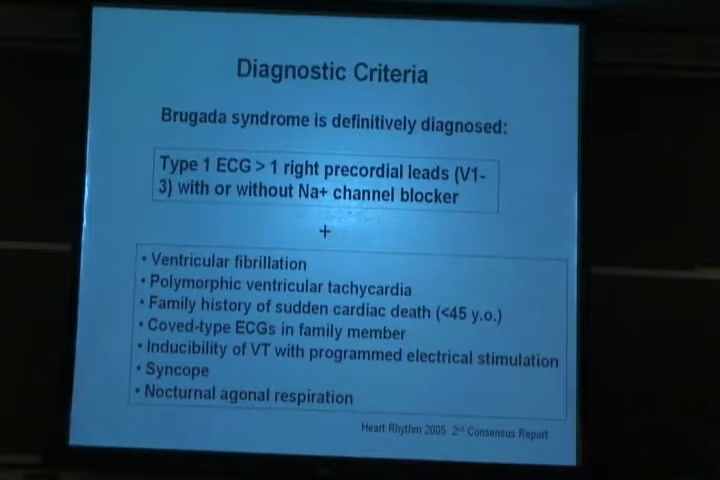 Diagnostic Criteria
Brugada syndrome is definitively diagnosed:
Type 1 ECG > 1 right precordial leads (V1-
3) with or without Na+ channel blocker
+
• Ventricular fibrillation
• Polymorphic ventricular tachycardia
• Family history of sudden cardiac death (<45 y.o.)
• Coved-type ECGs in family member
• Inducibility of VT with programmed electrical stimulation
• Syncope
• Nocturnal agonal respiration
Heart Rhythm 2005 2nd Consensus Report